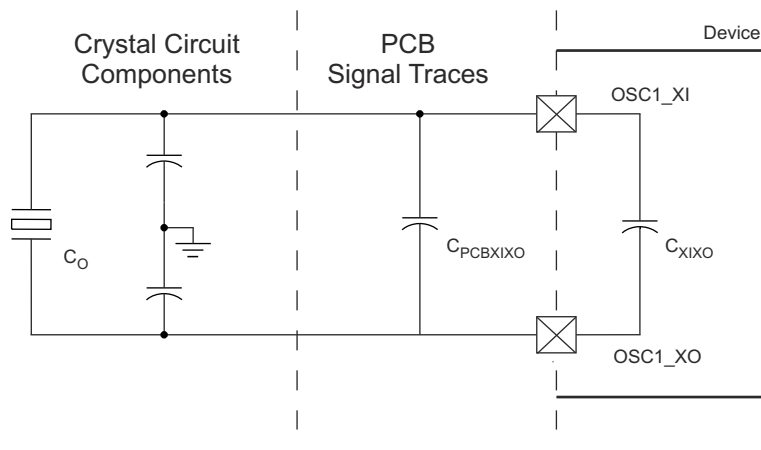 Crystal Circuit
Components
PCB
Signal Traces
Device
OSC1_XI
CO
CPCBXIXO
CXIXO
OSC1_XO